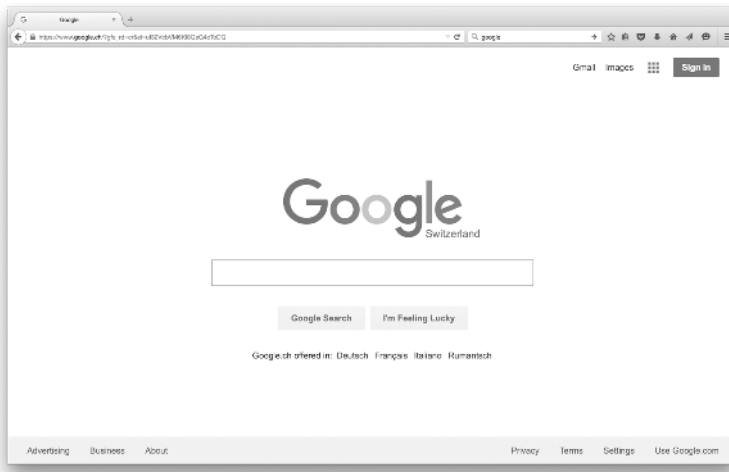 Google
google
Gmail Images Sign in
Google
Switzerland
Google Search I'm Feeling Lucky
Google.ch offered in: Deutsch Français Italiano Rumantsch
Advertising Business About Privacy Terms Settings Use Google.com